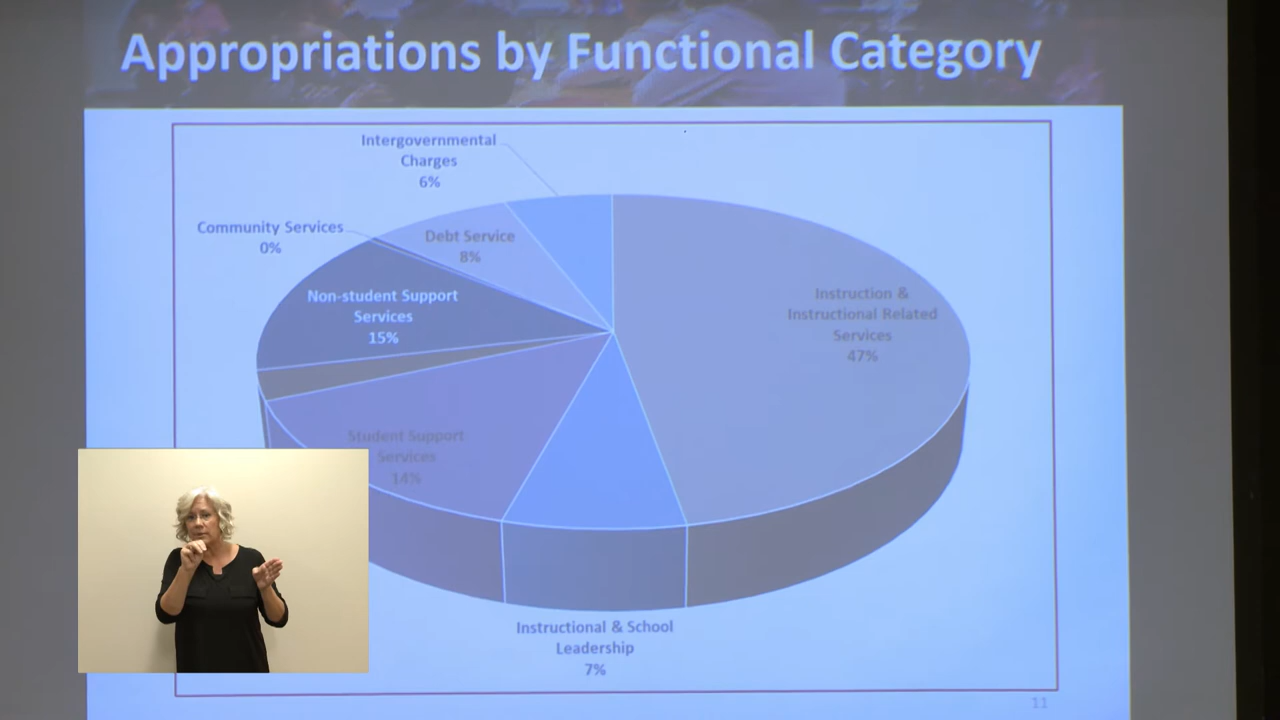 Appropriations by Functional Category
Intergovernmental
Charges
6%
Community Services
0%
Debt Service
8%
Non-student Support
Services
15%
Instruction &
Instructional Related
Services
47%
Student Support
Services
14%
Instructional & School
Leadership
7%
11